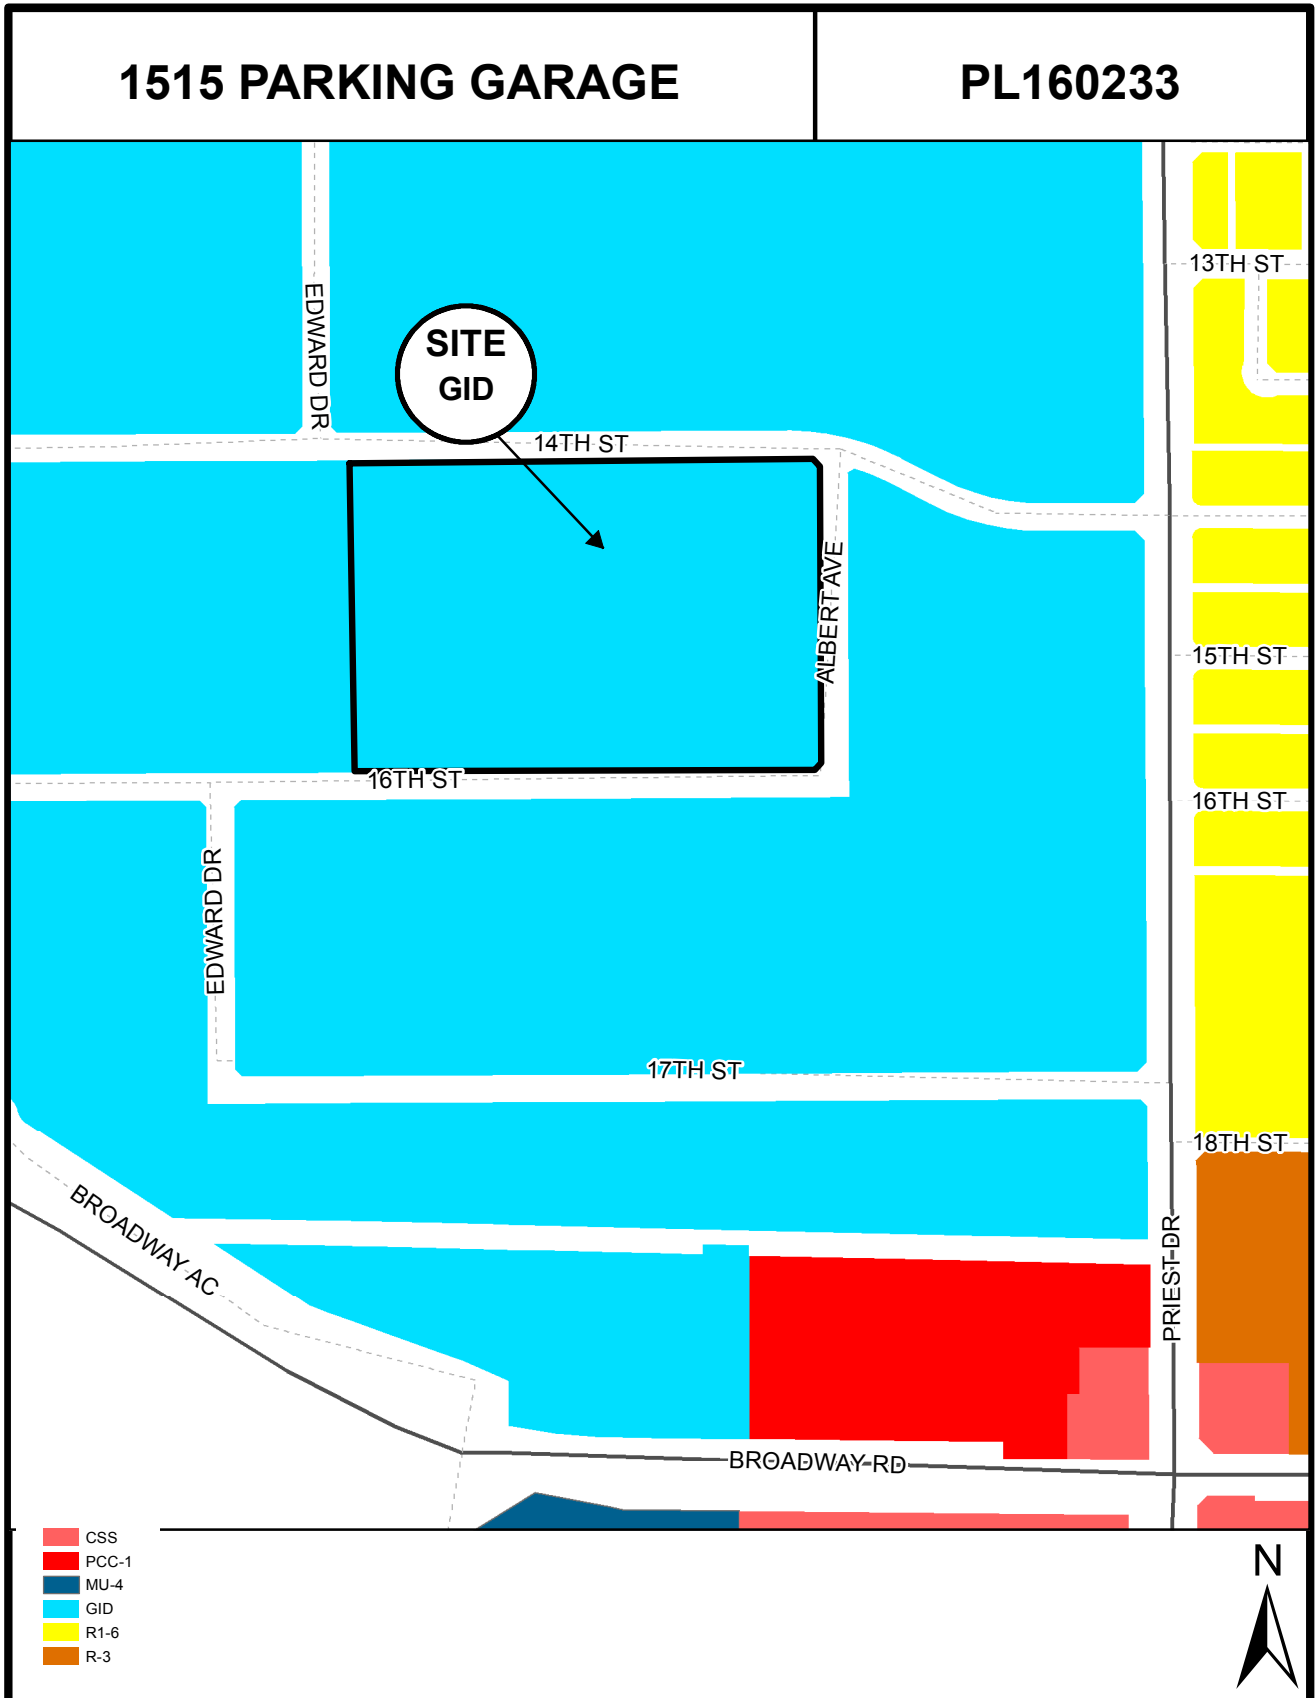 1515 PARKING GARAGE
PL160233
13TH ST
EDWARD DR
SITE
GID
14TH ST
ALBERT AVE
15TH ST
16TH ST
16TH ST
EDWARD DR
17TH ST
18TH ST
BROADWAY AC
PRIEST DR
BROADWAY RD
CSS
PCC-1
MU-4
GID
R1-6
R-3
N